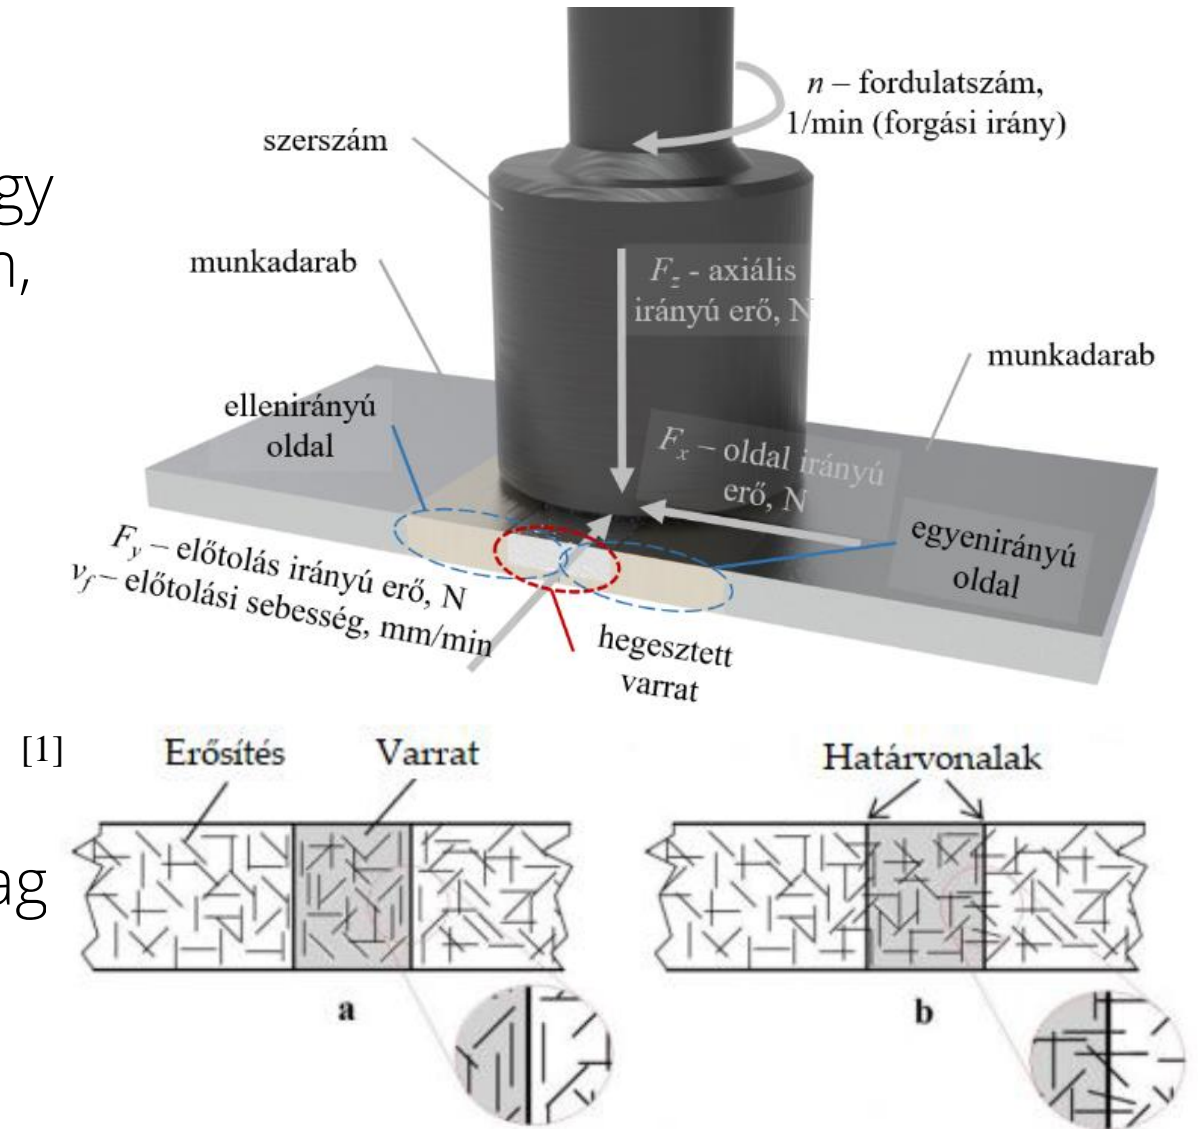 n – fordulatszám,
1/min (forgási irány)
szerszám
gy
munkadarab
,
F_z - axiális
irányú erő, N
munkadarab
ellenirányú
oldal
F_x – oldal irányú
erő, N
egyenirányú
oldal
F_y – előtolás irányú erő, N
v_f – előtolási sebesség, mm/min
hegesztett
varrat
[1]
Erősítés
Varrat
Határvonalak
ag
a
b